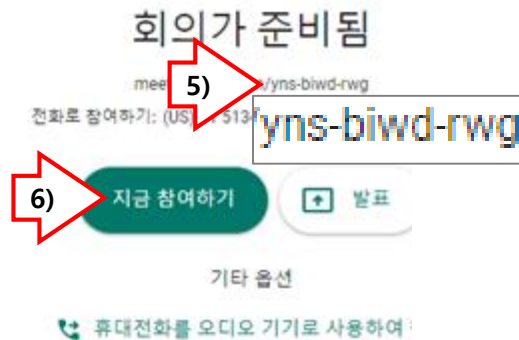 회의가 준비됨
5)
mee /yns-biwd-rwg
전화로 참여하기: (US) 513
yns-biwd-rwg
6)
지금 참여하기
발표
기타 옵션
휴대전화를 오디오 기기로 사용하여